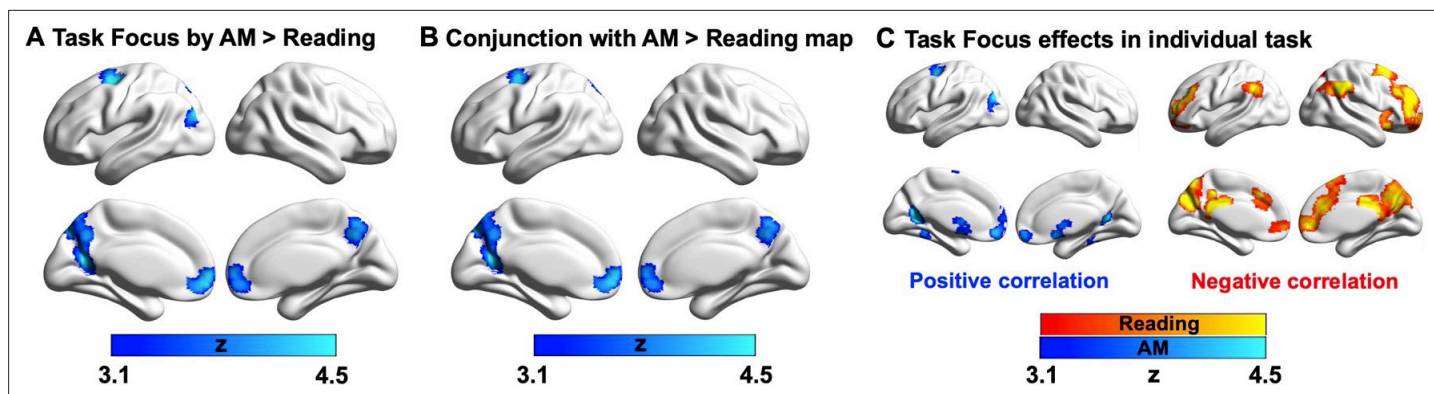 A Task Focus by AM > Reading
B Conjunction with AM > Reading map
C Task Focus effects in individual task
Positive correlation
Negative correlation
z
3.1
4.5
z
3.1
4.5
Reading
AM
3.1
z
4.5